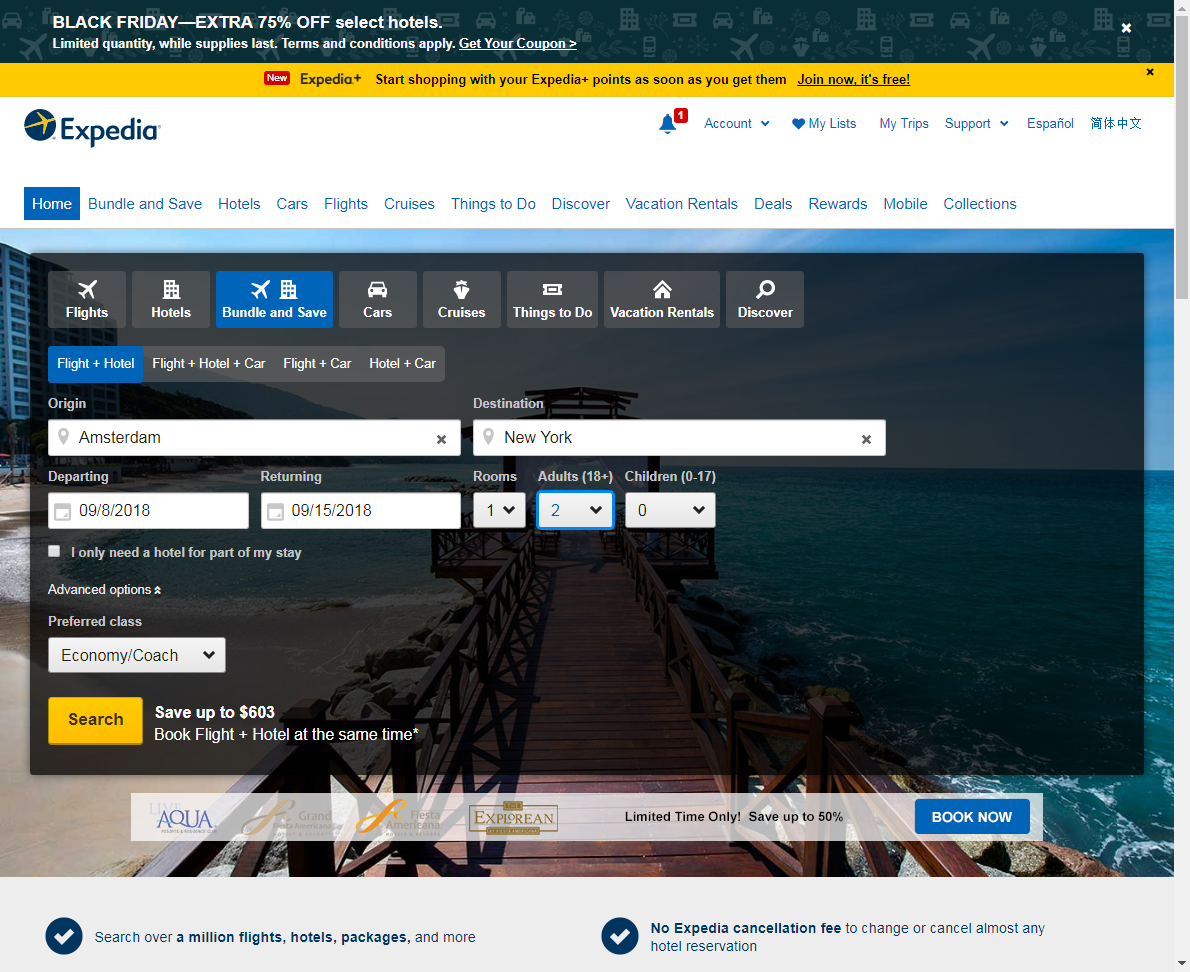 BLACK FRIDAY—EXTRA 75% OFF select hotels.
Limited quantity, while supplies last. Terms and conditions apply. Get Your Coupon >
New Expedia+ Start shopping with your Expedia+ points as soon as you get them Join now, it's free!
Expedia
1 Account My Lists My Trips Support Español 简体中文
Home Bundle and Save Hotels Cars Flights Cruises Things to Do Discover Vacation Rentals Deals Rewards Mobile Collections
Flights Hotels Bundle and Save Cars Cruises Things to Do Vacation Rentals Discover
Flight + Hotel Flight + Hotel + Car Flight + Car Hotel + Car
Origin Destination
Amsterdam New York
Departing Returning Rooms Adults (18+) Children (0-17)
09/8/2018 09/15/2018 1 2 0
I only need a hotel for part of my stay
Advanced options
Preferred class
Economy/Coach
Search
Save up to $603
Book Flight + Hotel at the same time*
LIVE AQUA Grand Fiesta Americana Fiesta Americana THE EXPLOREAN Limited Time Only! Save up to 50% BOOK NOW
Search over a million flights, hotels, packages, and more
No Expedia cancellation fee to change or cancel almost any
hotel reservation